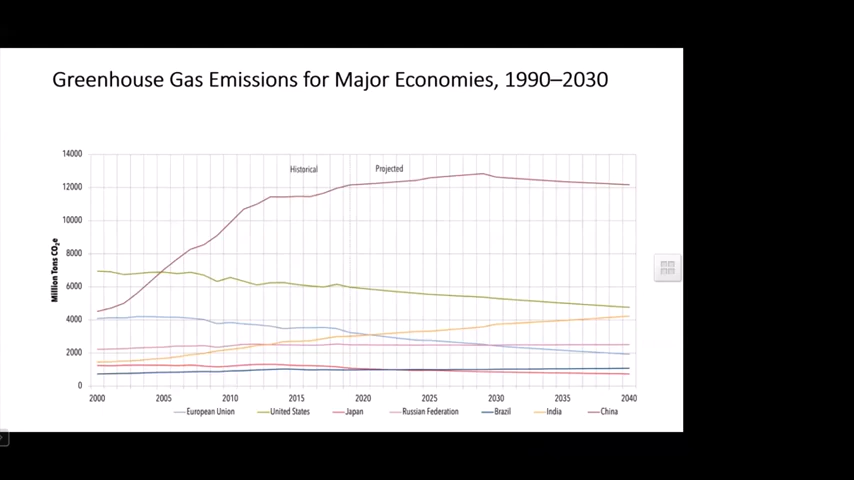 Greenhouse Gas Emissions for Major Economies, 1990–2030
14000
Historical
Projected
12000
10000
8000
6000
4000
2000
0
Million Tons CO₂e
2000 2005 2010 2015 2020 2025 2030 2035 2040
European Union United States Japan Russian Federation Brazil India China